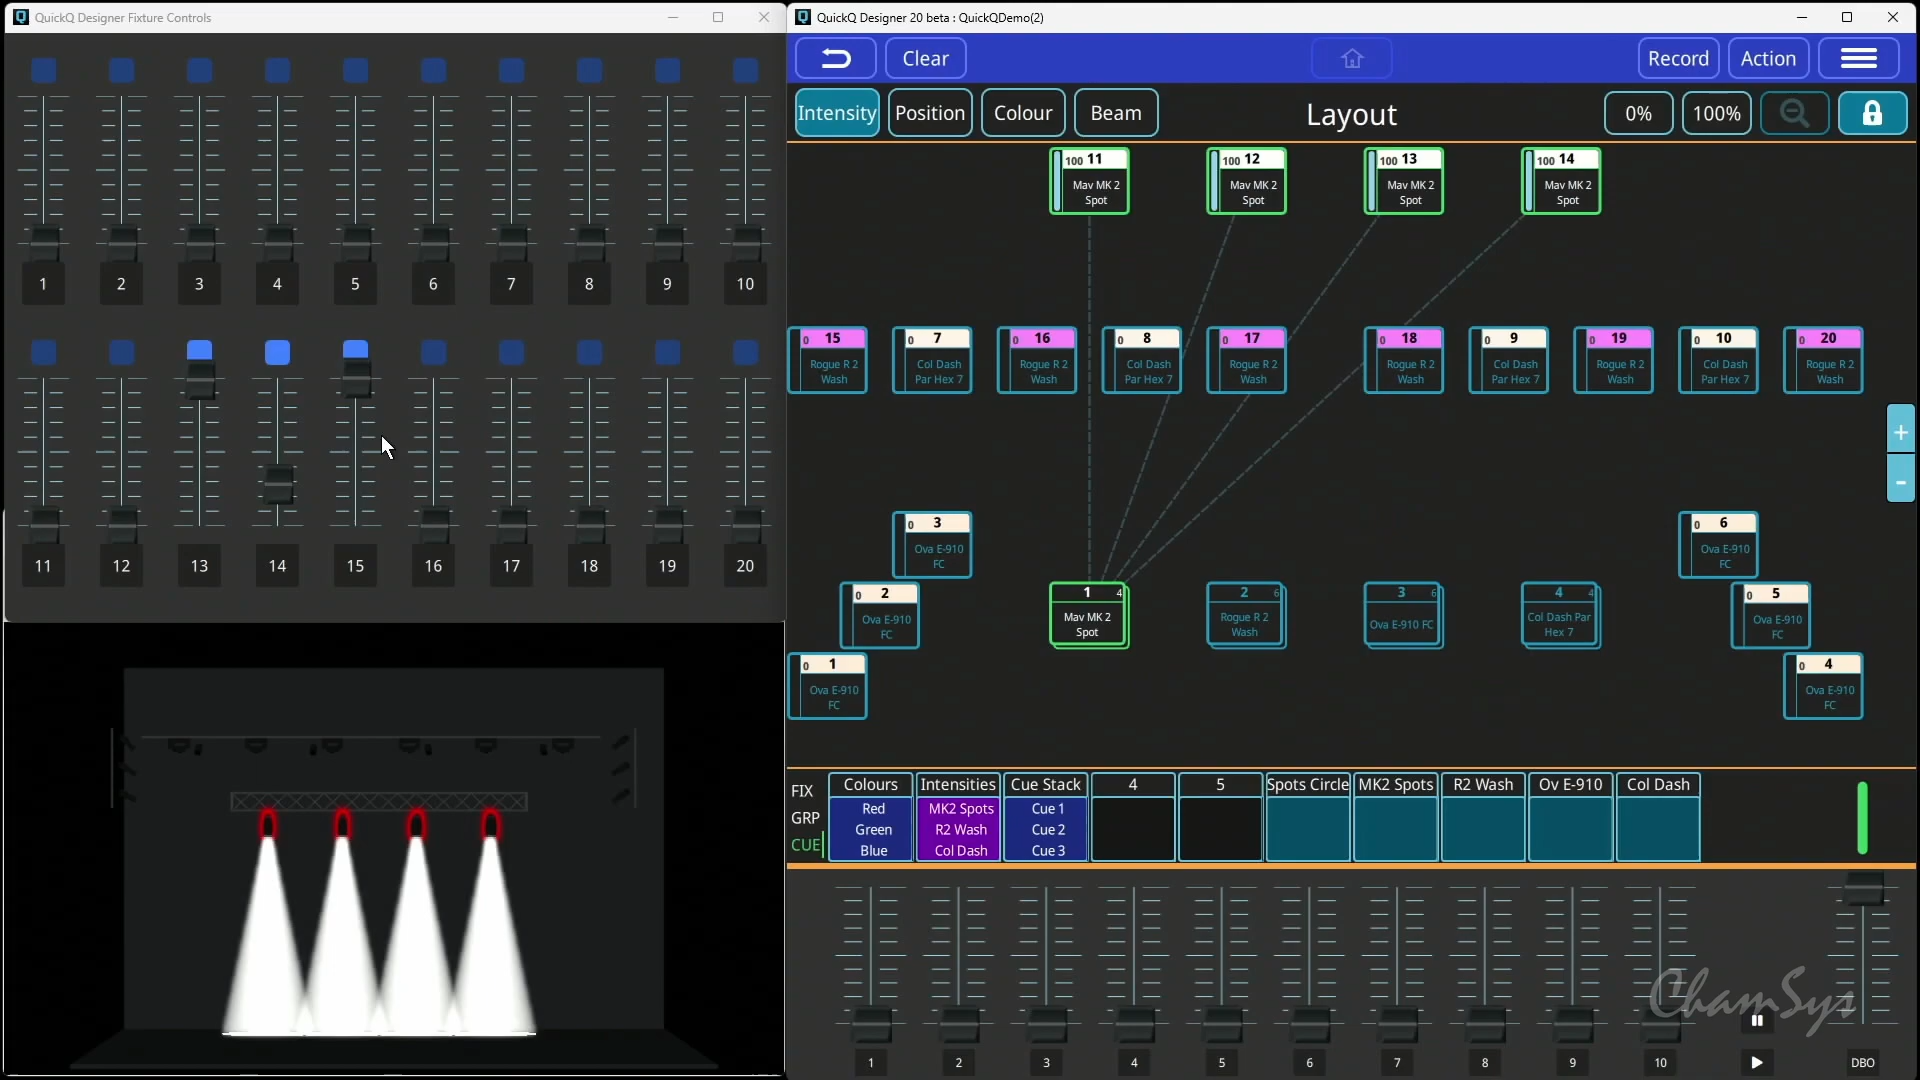 QuickQ Designer Fixture Controls
1 2 3 4 5 6 7 8 9 10
11 12 13 14 15 16 17 18 19 20
QuickQ Designer 20 beta : QuickQDemo(2)
Clear
Record
Action
Intensity
Position
Colour
Beam
Layout
0%
100%
100 11
Mav MK 2
Spot
100 12
Mav MK 2
Spot
100 13
Mav MK 2
Spot
100 14
Mav MK 2
Spot
0 15
Rogue R 2
Wash
0 7
Col Dash
Par Hex 7
0 16
Rogue R 2
Wash
0 8
Col Dash
Par Hex 7
0 17
Rogue R 2
Wash
0 18
Rogue R 2
Wash
0 9
Col Dash
Par Hex 7
0 19
Rogue R 2
Wash
0 10
Col Dash
Par Hex 7
0 20
Rogue R 2
Wash
+
-
0 3
Ova E-910
FC
0 6
Ova E-910
FC
0 2
Ova E-910
FC
1 4
Mav MK 2
Spot
2 6
Rogue R 2
Wash
3 6
Ova E-910 FC
4 4
Col Dash Par
Hex 7
0 5
Ova E-910
FC
0 1
Ova E-910
FC
0 4
Ova E-910
FC
FIX
GRP
CUE
Colours
Red
Green
Blue
Intensities
MK2 Spots
R2 Wash
Col Dash
Cue Stack
Cue 1
Cue 2
Cue 3
4
5
Spots Circle
MK2 Spots
R2 Wash
Ov E-910
Col Dash
ChamSys
1 2 3 4 5 6 7 8 9 10
DBO